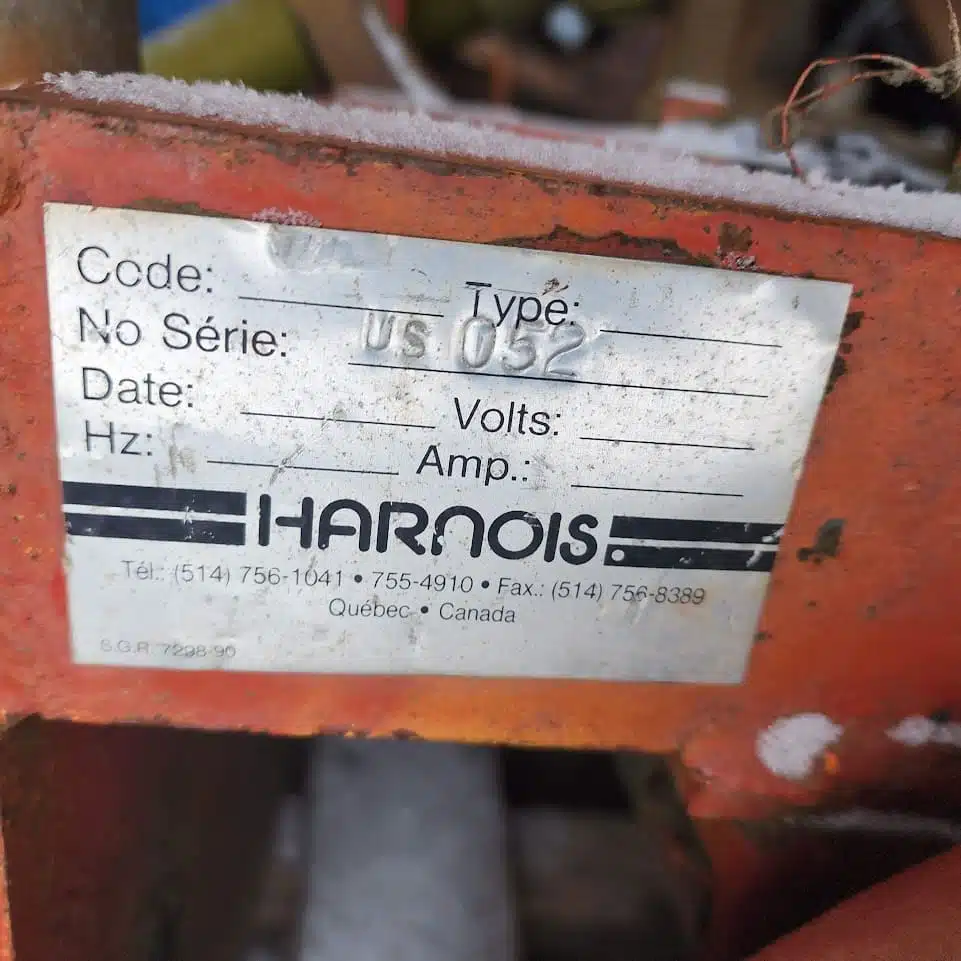 Code: Type:
No Série: US 052
Date: Volts:
Hz: Amp.:
HARNOIS
Tél.: (514) 756-1041 • 755-4910 • Fax.: (514) 756-8389
Québec • Canada
S.G.R. 7298-90